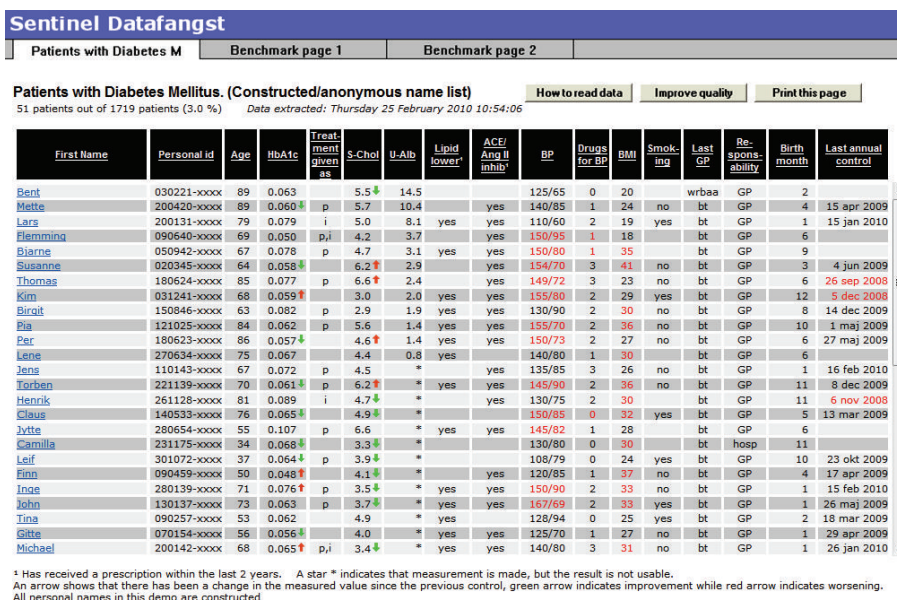 Sentinel Datafangst
Patients with Diabetes M Benchmark page 1 Benchmark page 2
Patients with Diabetes Mellitus. (Constructed/anonymous name list) How to read data Improve quality Print this page
51 patients out of 1719 patients (3.0 %) Data extracted: Thursday 25 February 2010 10:54:06
First Name Personal id Age HbA1c Treat-ment given as S-Chol U-Alb Lipid lower¹ ACE/ Ang II inhib¹ BP Drugs for BP BMI Smok-ing Last GP Re-spons-ability Birth month Last annual control
Bent 030221-xxxx 89 0.063 5.5⬇ 14.5 125/65 0 20 wrbaa GP 2
Mette 200420-xxxx 89 0.060⬇ p 5.7 10.4 yes 140/85 1 24 no bt GP 4 15 apr 2009
Lars 200131-xxxx 79 0.079 i 5.0 8.1 yes yes 110/60 2 19 yes bt GP 1 15 jan 2010
Flemming 090640-xxxx 69 0.050 p,i 4.2 3.7 yes 150/95 1 18 bt GP 6
Bjarne 050942-xxxx 67 0.078 p 4.7 3.1 yes yes 150/80 1 35 bt GP 9
Susanne 020345-xxxx 64 0.058⬇ 6.2⬆ 2.9 yes 154/70 3 41 no bt GP 3 4 jun 2009
Thomas 180624-xxxx 85 0.077 p 6.6⬆ 2.4 yes 149/72 3 23 no bt GP 6 26 sep 2008
Kim 031241-xxxx 68 0.059⬆ 3.0 2.0 yes yes 155/80 2 29 yes bt GP 12 5 dec 2008
Birgit 150846-xxxx 63 0.082 p 2.9 1.9 yes yes 130/90 2 30 no bt GP 8 14 dec 2009
Pia 121025-xxxx 84 0.062 p 5.6 1.4 yes yes 155/70 2 36 no bt GP 10 1 maj 2009
Per 180623-xxxx 86 0.057⬇ 4.6⬆ 1.4 yes yes 150/73 2 27 no bt GP 6 27 maj 2009
Lene 270634-xxxx 75 0.067 4.4 0.8 yes 140/80 1 30 bt GP 6
Jens 110143-xxxx 67 0.072 p 4.5 * yes 135/85 3 26 no bt GP 1 16 feb 2010
Torben 221139-xxxx 70 0.061⬇ p 6.2⬆ * yes yes 145/90 2 36 no bt GP 11 8 dec 2009
Henrik 261128-xxxx 81 0.089 i 4.7⬇ * yes 130/75 2 30 bt GP 11 6 nov 2008
Claus 140533-xxxx 76 0.065⬇ 4.9⬇ * 150/85 0 32 yes bt GP 5 13 mar 2009
Jytte 280654-xxxx 55 0.107 p 6.6 * yes yes 145/82 1 28 bt GP 6
Camilla 231175-xxxx 34 0.068⬇ 3.3⬇ * 130/80 0 30 bt hosp 11
Leif 301072-xxxx 37 0.064⬇ p 3.9⬇ * 108/79 0 24 yes bt GP 10 23 okt 2009
Finn 090459-xxxx 50 0.048⬆ 4.1⬇ * yes 120/85 1 37 no bt GP 4 17 apr 2009
Inge 280139-xxxx 71 0.076⬆ p 3.5⬇ * yes yes 150/90 2 33 no bt GP 1 15 feb 2010
John 130137-xxxx 73 0.063 p 3.7⬇ * yes yes 167/69 2 33 yes bt GP 1 26 maj 2009
Tina 090257-xxxx 53 0.062 4.9 * yes 128/94 0 25 yes bt GP 2 18 mar 2009
Gitte 070154-xxxx 56 0.056⬇ 4.0 * yes yes 125/70 1 27 no bt GP 1 29 apr 2009
Michael 200142-xxxx 68 0.065⬆ p,i 3.4⬇ * yes yes 140/80 3 31 no bt GP 1 26 jan 2010
¹ Has received a prescription within the last 2 years. A star * indicates that measurement is made, but the result is not usable.
An arrow shows that there has been a change in the measured value since the previous control, green arrow indicates improvement while red arrow indicates worsening.
All personal names in this demo are constructed